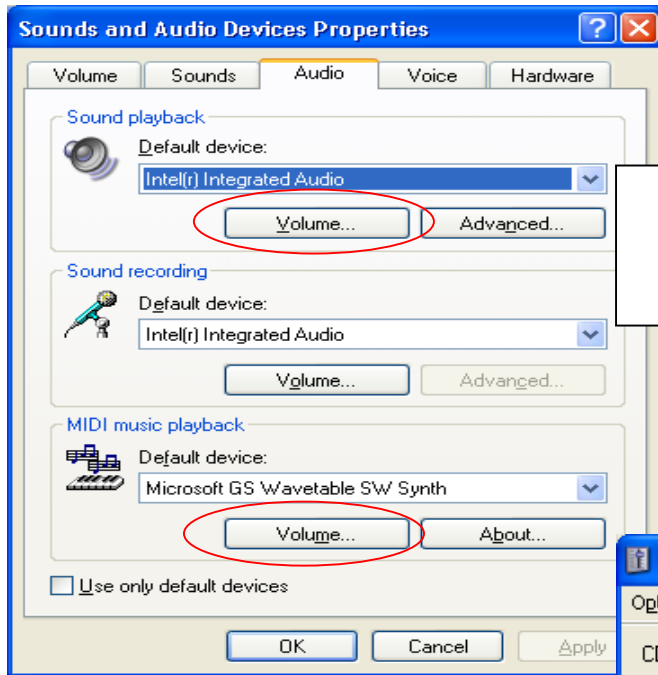 Sounds and Audio Devices Properties
Volume Sounds Audio Voice Hardware
Sound playback
Default device:
Intel(r) Integrated Audio
Volume... Advanced...
Sound recording
Default device:
Intel(r) Integrated Audio
Volume... Advanced...
MIDI music playback
Default device:
Microsoft GS Wavetable SW Synth
Volume... About...
Use only default devices
OK Cancel Apply